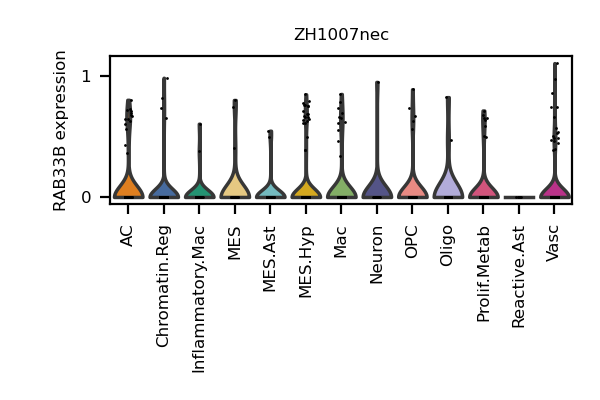 ZH1007nec
RAB33B expression
1
0
AC
Chromatin.Reg
Inflammatory.Mac
MES
MES.Ast
MES.Hyp
Mac
Neuron
OPC
Oligo
Prolif.Metab
Reactive.Ast
Vasc